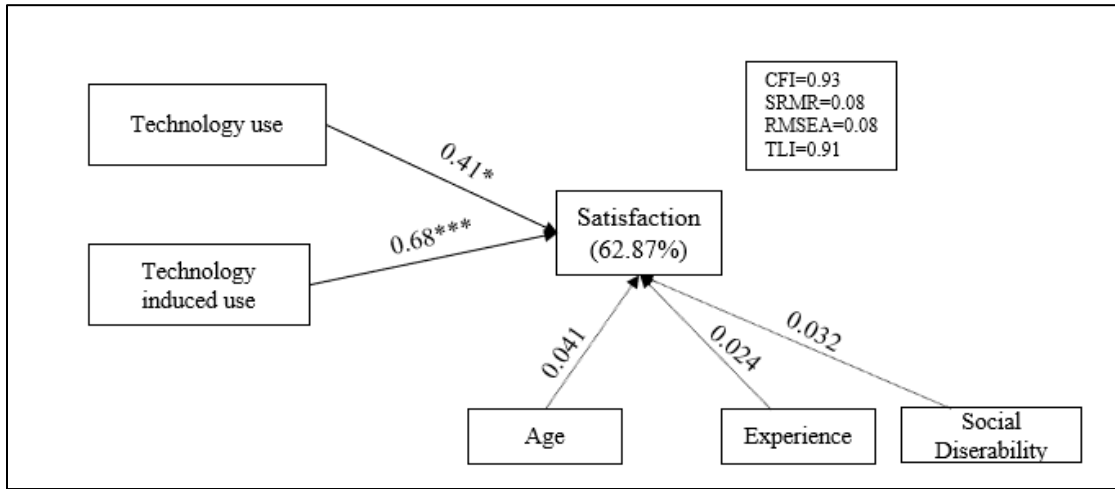 CFI=0.93
SRMR=0.08
RMSEA=0.08
TLI=0.91
Technology use
0.41*
Satisfaction
(62.87%)
0.68***
Technology
induced use
0.041
0.024
0.032
Age
Experience
Social
Diserability